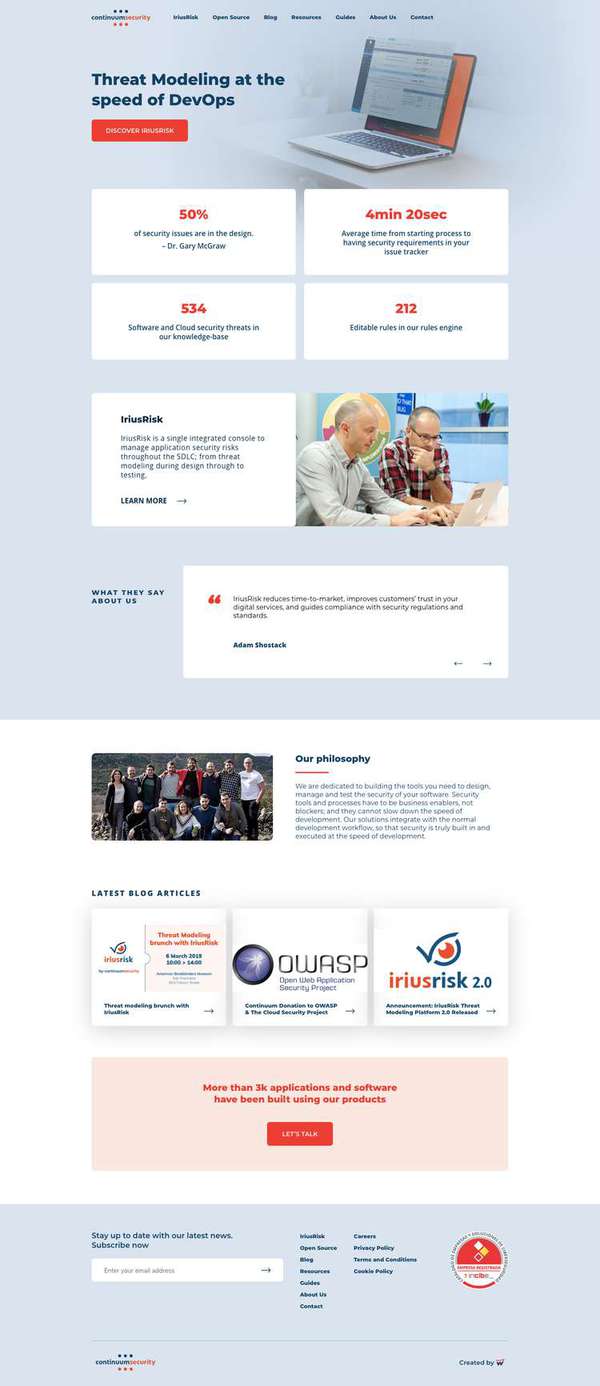 continuumsecurity
IriusRisk Open Source Blog Resources Guides About Us Contact
Threat Modeling at the
speed of DevOps
DISCOVER IRIUSRISK
50%
of security issues are in the design.
– Dr. Gary McGraw
4min 20sec
Average time from starting process to
having security requirements in your
issue tracker
534
Software and Cloud security threats in
our knowledge-base
212
Editable rules in our rules engine
IriusRisk
IriusRisk is a single integrated console to
manage application security risks
throughout the SDLC; from threat
modeling during design through to
testing.
LEARN MORE
WHAT THEY SAY
ABOUT US
IriusRisk reduces time-to-market, improves customers’ trust in your
digital services, and guides compliance with security regulations and
standards.
Adam Shostack
Our philosophy
We are dedicated to building the tools you need to design,
manage and test the security of your software. Security
tools and processes have to be business enablers, not
blockers; and they cannot slow down the speed of
development. Our solutions integrate with the normal
development workflow, so that security is truly built in and
executed at the speed of development.
LATEST BLOG ARTICLES
iriusrisk
by continuumsecurity
Threat Modeling
brunch with IriusRisk
6 March 2019
10:00 > 14:00
Threat modeling brunch with
IriusRisk
OWASP
Open Web Application
Security Project
Continuum Donation to OWASP
& The Cloud Security Project
iriusrisk 2.0
Announcement: IriusRisk Threat
Modeling Platform 2.0 Released
More than 3k applications and software
have been built using our products
LET'S TALK
Stay up to date with our latest news.
Subscribe now
Enter your email address
IriusRisk
Open Source
Blog
Resources
Guides
About Us
Contact
Careers
Privacy Policy
Terms and Conditions
Cookie Policy
EMPRESA REGISTRADA
incibe
continuumsecurity
Created by